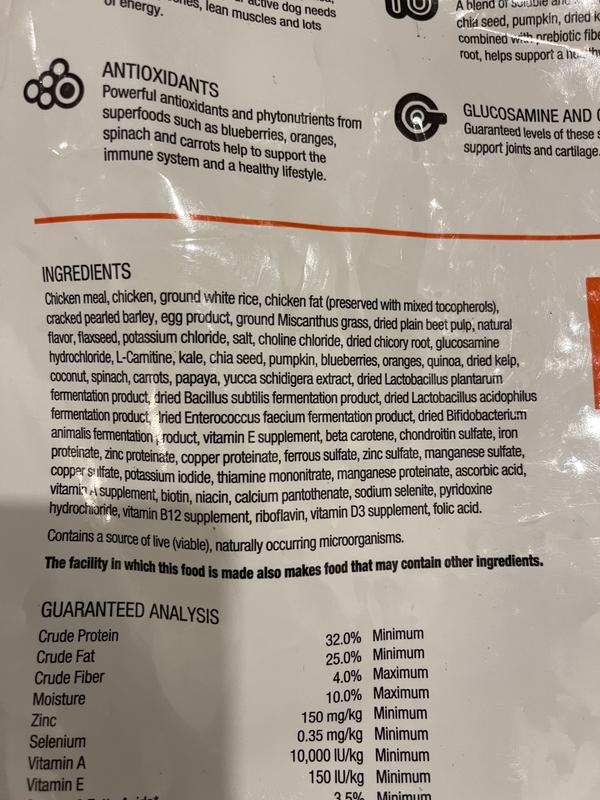 active dog needs
lean muscles and lots
of energy.
A blend of soluble and
chia seed, pumpkin, dried
combined with prebiotic
root, helps support a
ANTIOXIDANTS
Powerful antioxidants and phytonutrients from
superfoods such as blueberries, oranges,
spinach and carrots help to support the
immune system and a healthy lifestyle.
GLUCOSAMINE AND
Guaranteed levels of these
support joints and cartilage.
INGREDIENTS
Chicken meal, chicken, ground white rice, chicken fat (preserved with mixed tocopherols),
cracked pearled barley, egg product, ground Miscanthus grass, dried plain beet pulp, natural
flavor, flaxseed, potassium chloride, salt, choline chloride, dried chicory root, glucosamine
hydrochloride, L-Carnitine, kale, chia seed, pumpkin, blueberries, oranges, quinoa, dried kelp,
coconut, spinach, carrots, papaya, yucca schidigera extract, dried Lactobacillus plantarum
fermentation product, dried Bacillus subtilis fermentation product, dried Lactobacillus acidophilus
fermentation product, dried Enterococcus faecium fermentation product, dried Bifidobacterium
animalis fermentation product, vitamin E supplement, beta carotene, chondroitin sulfate, iron
proteinate, zinc proteinate, copper proteinate, ferrous sulfate, zinc sulfate, manganese sulfate,
copper sulfate, potassium iodide, thiamine mononitrate, manganese proteinate, ascorbic acid,
vitamin A supplement, biotin, niacin, calcium pantothenate, sodium selenite, pyridoxine
hydrochloride, vitamin B12 supplement, riboflavin, vitamin D3 supplement, folic acid.
Contains a source of live (viable), naturally occurring microorganisms.
The facility in which this food is made also makes food that may contain other ingredients.
GUARANTEED ANALYSIS
Crude Protein 32.0% Minimum
Crude Fat 25.0% Minimum
Crude Fiber 4.0% Maximum
Moisture 10.0% Maximum
Zinc 150 mg/kg Minimum
Selenium 0.35 mg/kg Minimum
Vitamin A 10,000 IU/kg Minimum
Vitamin E 150 IU/kg Minimum
3.5% Minimum